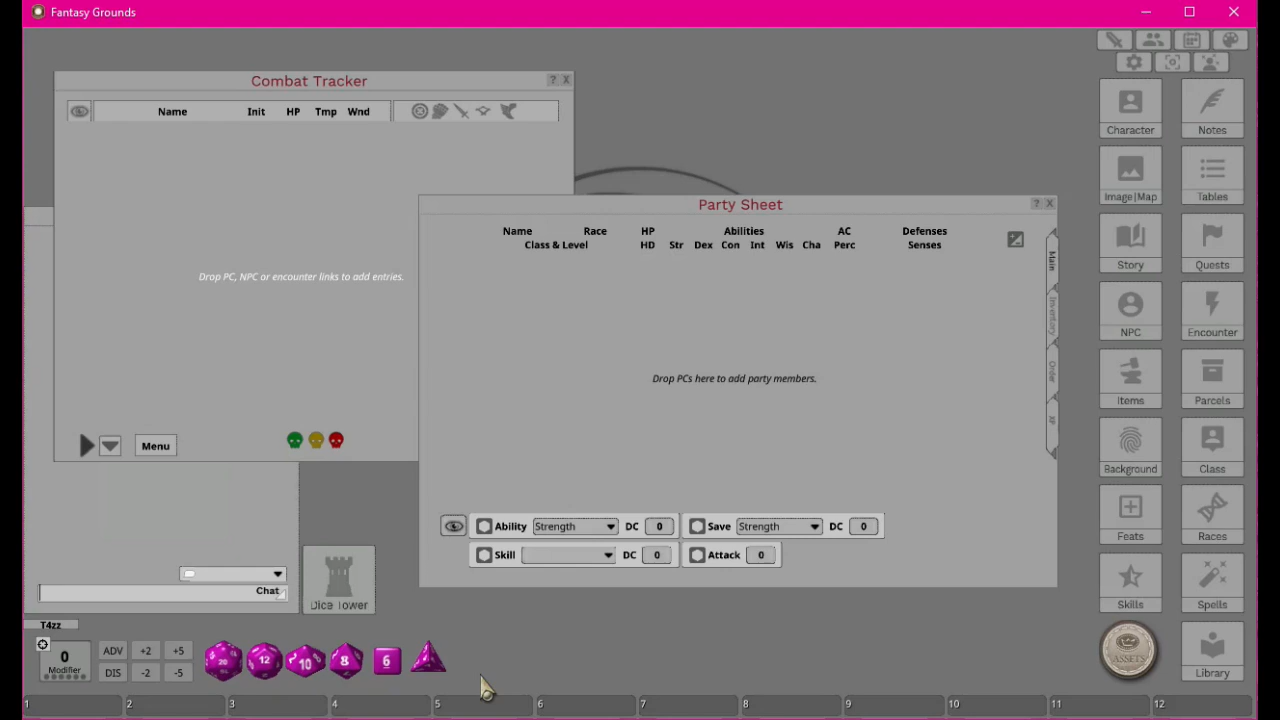 Fantasy Grounds
Combat Tracker
? X
Name Init HP Tmp Wnd
Drop PC, NPC or encounter links to add entries.
Menu
Party Sheet
? X
Name Race HP Abilities AC Defenses
Class & Level HD Str Dex Con Int Wis Cha Perc Senses
Main
Inventory
Order
XP
Drop PCs here to add party members.
Ability Strength DC 0 Save Strength DC 0
Skill DC 0 Attack 0
Chat
Dice Tower
T4zz
0
Modifier
ADV +2 +5
DIS -2 -5
20 12 10 8 6
Character Notes
Image|Map Tables
Story Quests
NPC Encounter
Items Parcels
Background Class
Feats Races
Skills Spells
ASSETS Library
1 2 3 4 5 6 7 8 9 10 11 12